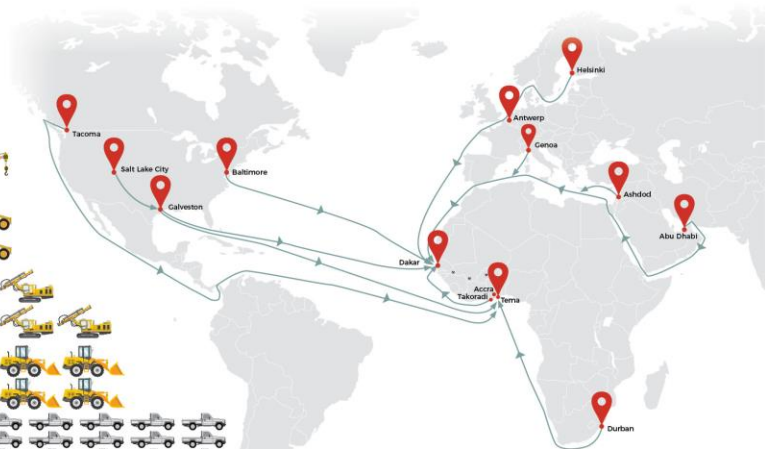 Helsinki
Antwerp
Tacoma
Genoa
Salt Lake City
Baltimore
Ashdod
Galveston
Abu Dhabi
Dakar
Accra
Takoradi
Tema
Durban